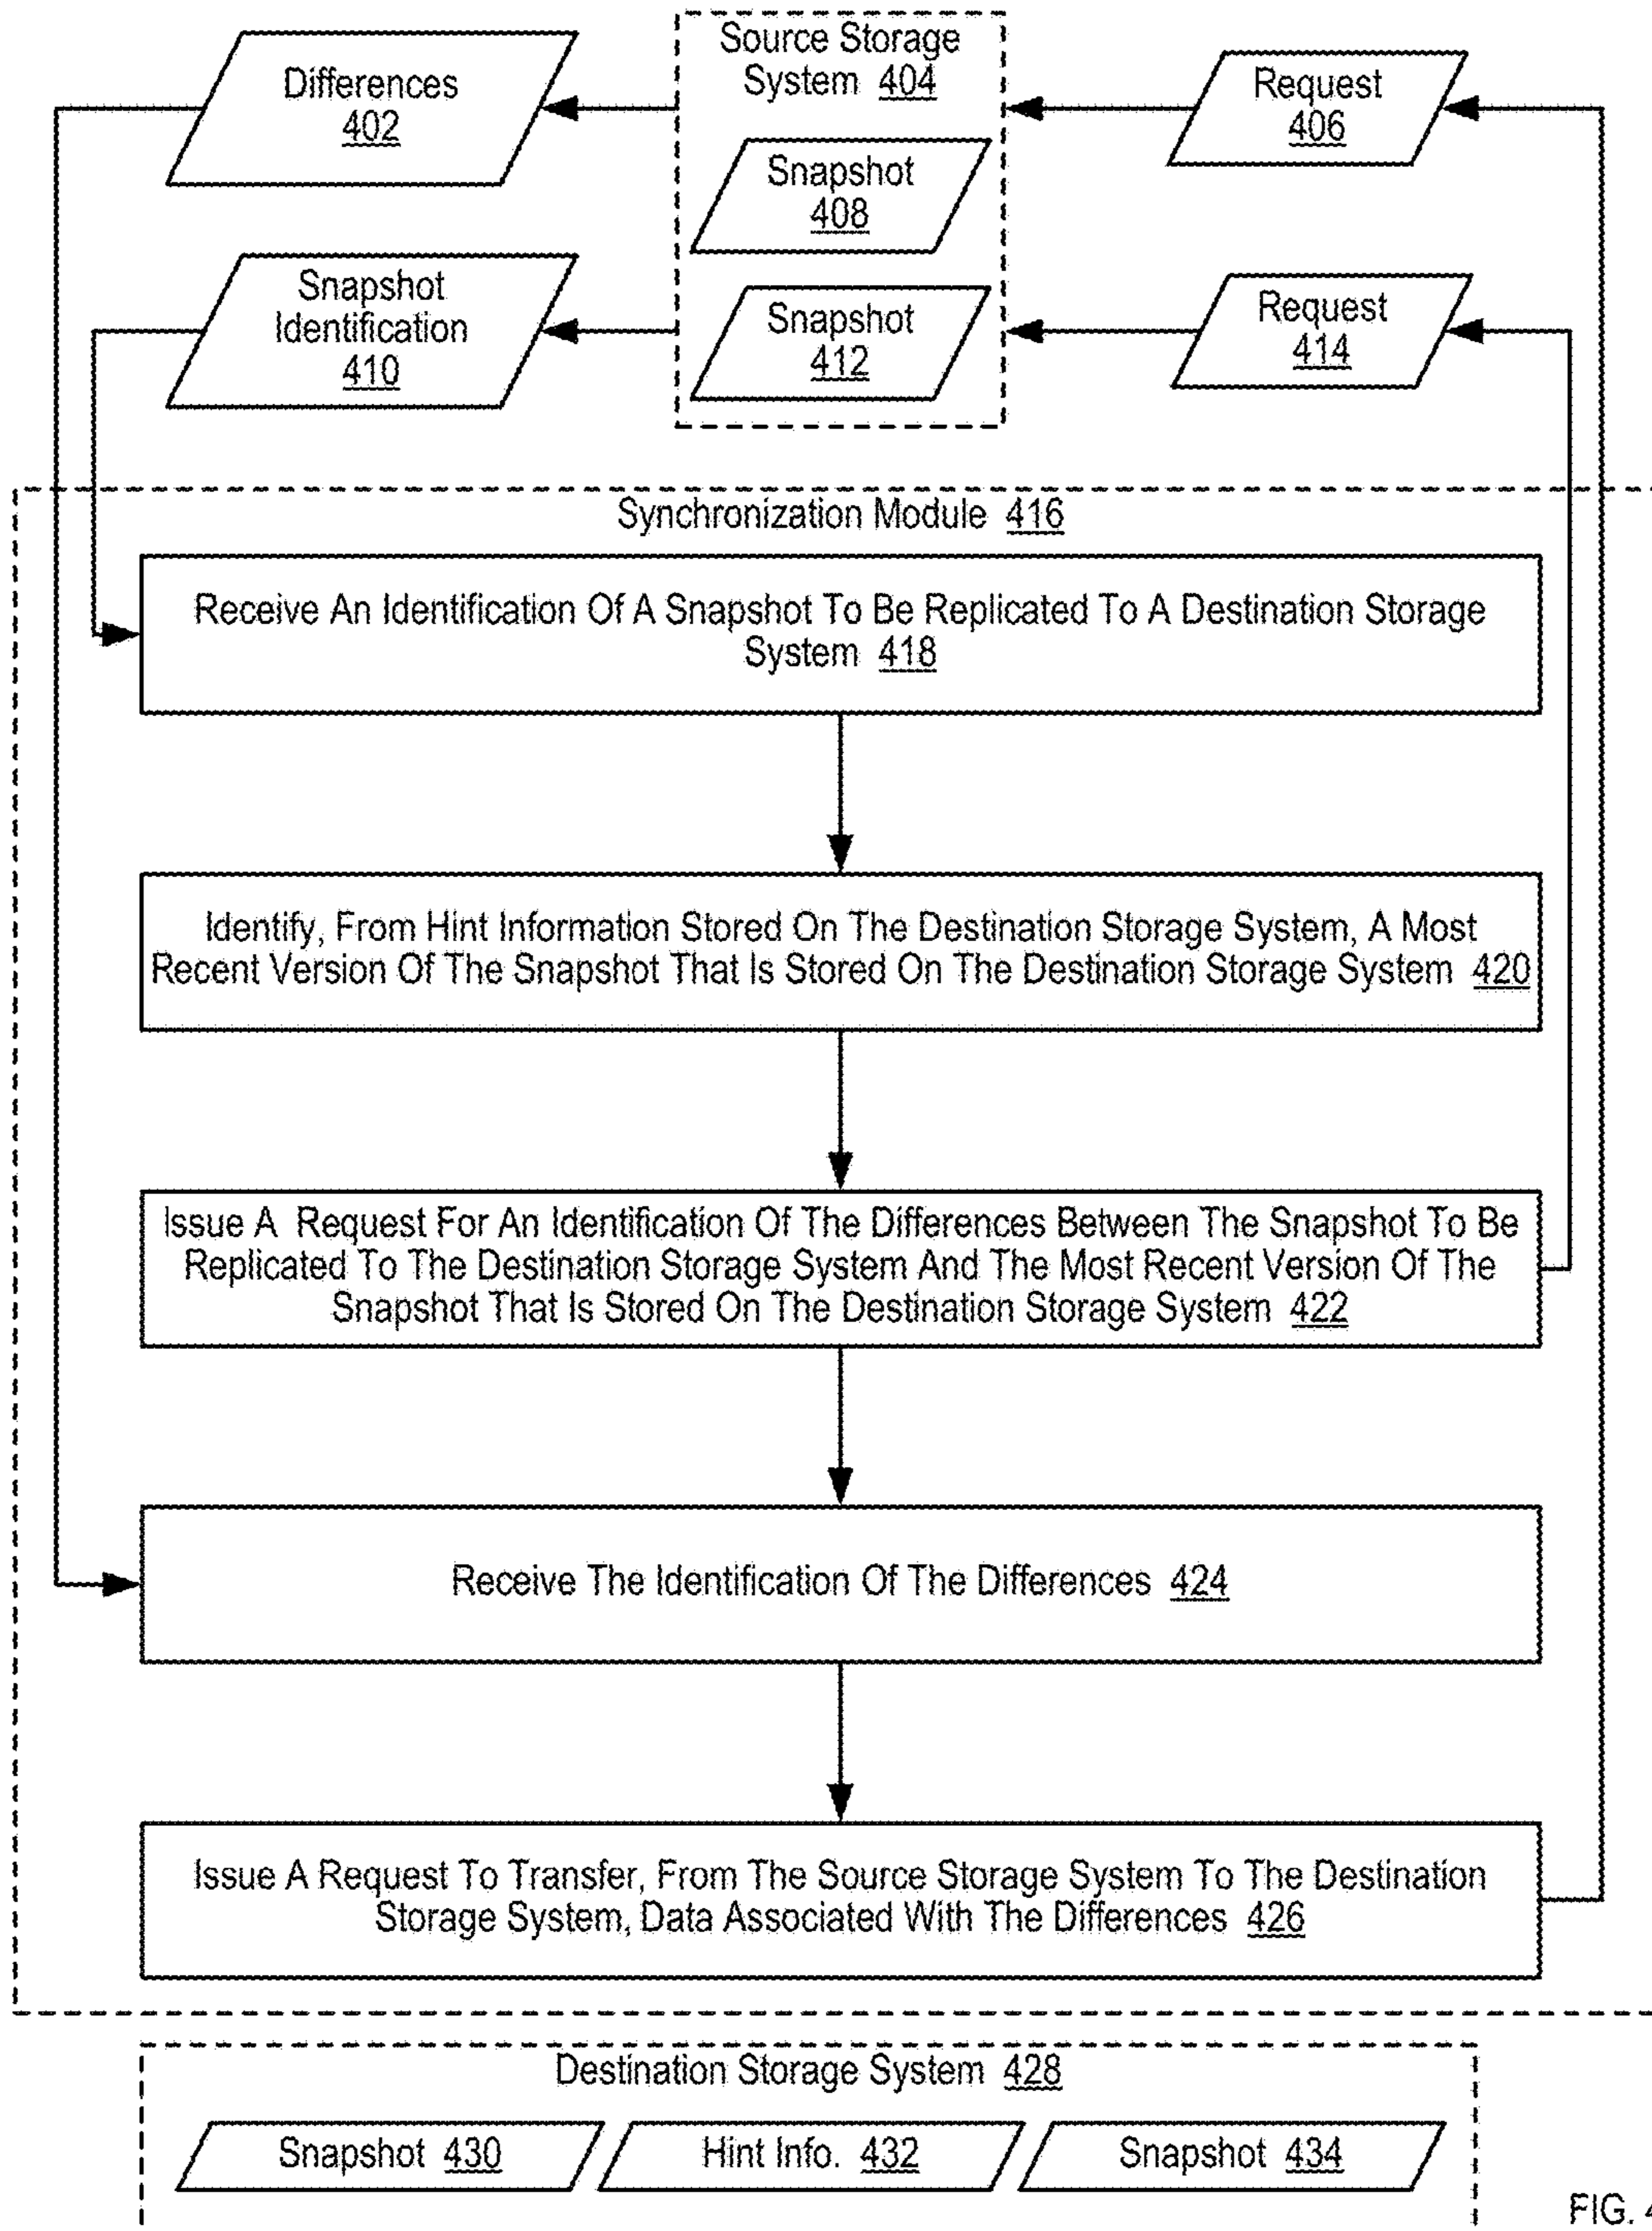 Differences
402
Source Storage
System 404
Request
406
Snapshot
408
Snapshot
Identification
410
Snapshot
412
Request
414
Synchronization Module 416
Receive An Identification Of A Snapshot To Be Replicated To A Destination Storage
System 418
Identify, From Hint Information Stored On The Destination Storage System, A Most
Recent Version Of The Snapshot That Is Stored On The Destination Storage System 420
Issue A Request For An Identification Of The Differences Between The Snapshot To Be
Replicated To The Destination Storage System And The Most Recent Version Of The
Snapshot That Is Stored On The Destination Storage System 422
Receive The Identification Of The Differences 424
Issue A Request To Transfer, From The Source Storage System To The Destination
Storage System, Data Associated With The Differences 426
Destination Storage System 428
Snapshot 430
Hint Info. 432
Snapshot 434
FIG. 4